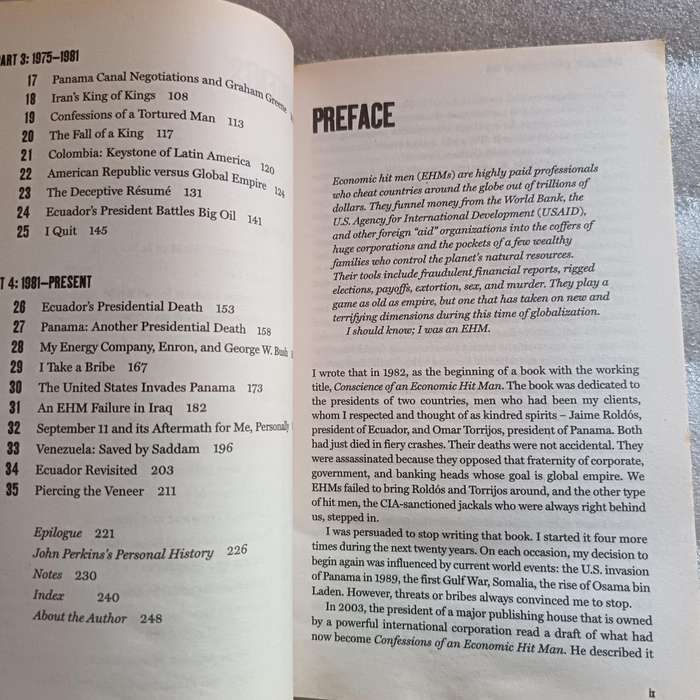 ART 3: 1975–1981
17 Panama Canal Negotiations and Graham Greene
18 Iran's King of Kings 108
19 Confessions of a Tortured Man 113
20 The Fall of a King 117
21 Colombia: Keystone of Latin America 120
22 American Republic versus Global Empire 124
23 The Deceptive Résumé 131
24 Ecuador's President Battles Big Oil 141
25 I Quit 145
T 4: 1981–PRESENT
26 Ecuador's Presidential Death 153
27 Panama: Another Presidential Death 158
28 My Energy Company, Enron, and George W. Bush
29 I Take a Bribe 167
30 The United States Invades Panama 173
31 An EHM Failure in Iraq 182
32 September 11 and its Aftermath for Me, Personally
33 Venezuela: Saved by Saddam 196
34 Ecuador Revisited 203
35 Piercing the Veneer 211
Epilogue 221
John Perkins's Personal History 226
Notes 230
Index 240
About the Author 248
PREFACE
Economic hit men (EHMs) are highly paid professionals
who cheat countries around the globe out of trillions of
dollars. They funnel money from the World Bank, the
U.S. Agency for International Development (USAID),
and other foreign "aid" organizations into the coffers of
huge corporations and the pockets of a few wealthy
families who control the planet's natural resources.
Their tools include fraudulent financial reports, rigged
elections, payoffs, extortion, sex, and murder. They play a
game as old as empire, but one that has taken on new and
terrifying dimensions during this time of globalization.
I should know; I was an EHM.
I wrote that in 1982, as the beginning of a book with the working
title, Conscience of an Economic Hit Man. The book was dedicated to
the presidents of two countries, men who had been my clients,
whom I respected and thought of as kindred spirits – Jaime Roldós,
president of Ecuador, and Omar Torrijos, president of Panama. Both
had just died in fiery crashes. Their deaths were not accidental. They
were assassinated because they opposed that fraternity of corporate,
government, and banking heads whose goal is global empire. We
EHMs failed to bring Roldós and Torrijos around, and the other type
of hit men, the CIA-sanctioned jackals who were always right behind
us, stepped in.
I was persuaded to stop writing that book. I started it four more
times during the next twenty years. On each occasion, my decision to
begin again was influenced by current world events: the U.S. invasion
of Panama in 1989, the first Gulf War, Somalia, the rise of Osama bin
Laden. However, threats or bribes always convinced me to stop.
In 2003, the president of a major publishing house that is owned
by a powerful international corporation read a draft of what had
now become Confessions of an Economic Hit Man. He described it
ix